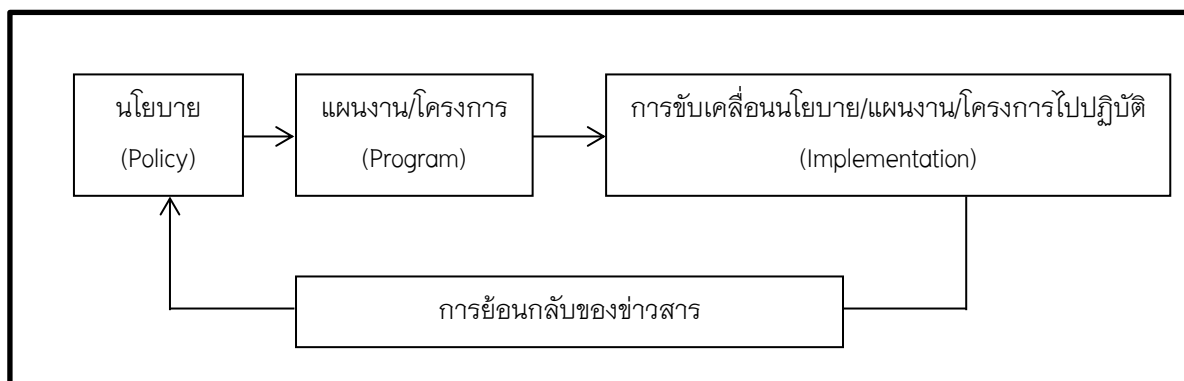 นโยบาย
(Policy)
แผนงาน/โครงการ
(Program)
การขับเคลื่อนนโยบาย/แผนงาน/โครงการไปปฏิบัติ
(Implementation)
การย้อนกลับของข่าวสาร